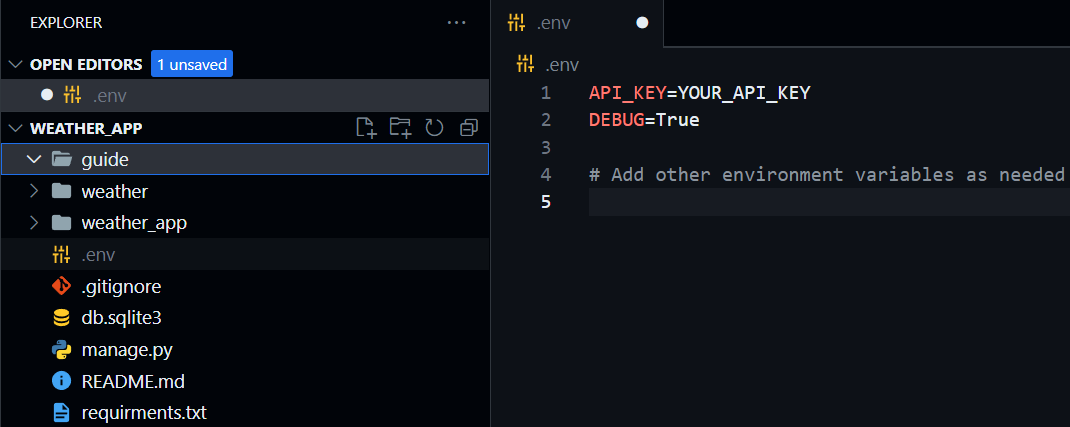 EXPLORER
OPEN EDITORS 1 unsaved
.env
WEATHER_APP
guide
weather
weather_app
.env
.gitignore
db.sqlite3
manage.py
README.md
requirments.txt
.env
.env
1 API_KEY=YOUR_API_KEY
2 DEBUG=True
3
4 # Add other environment variables as needed
5